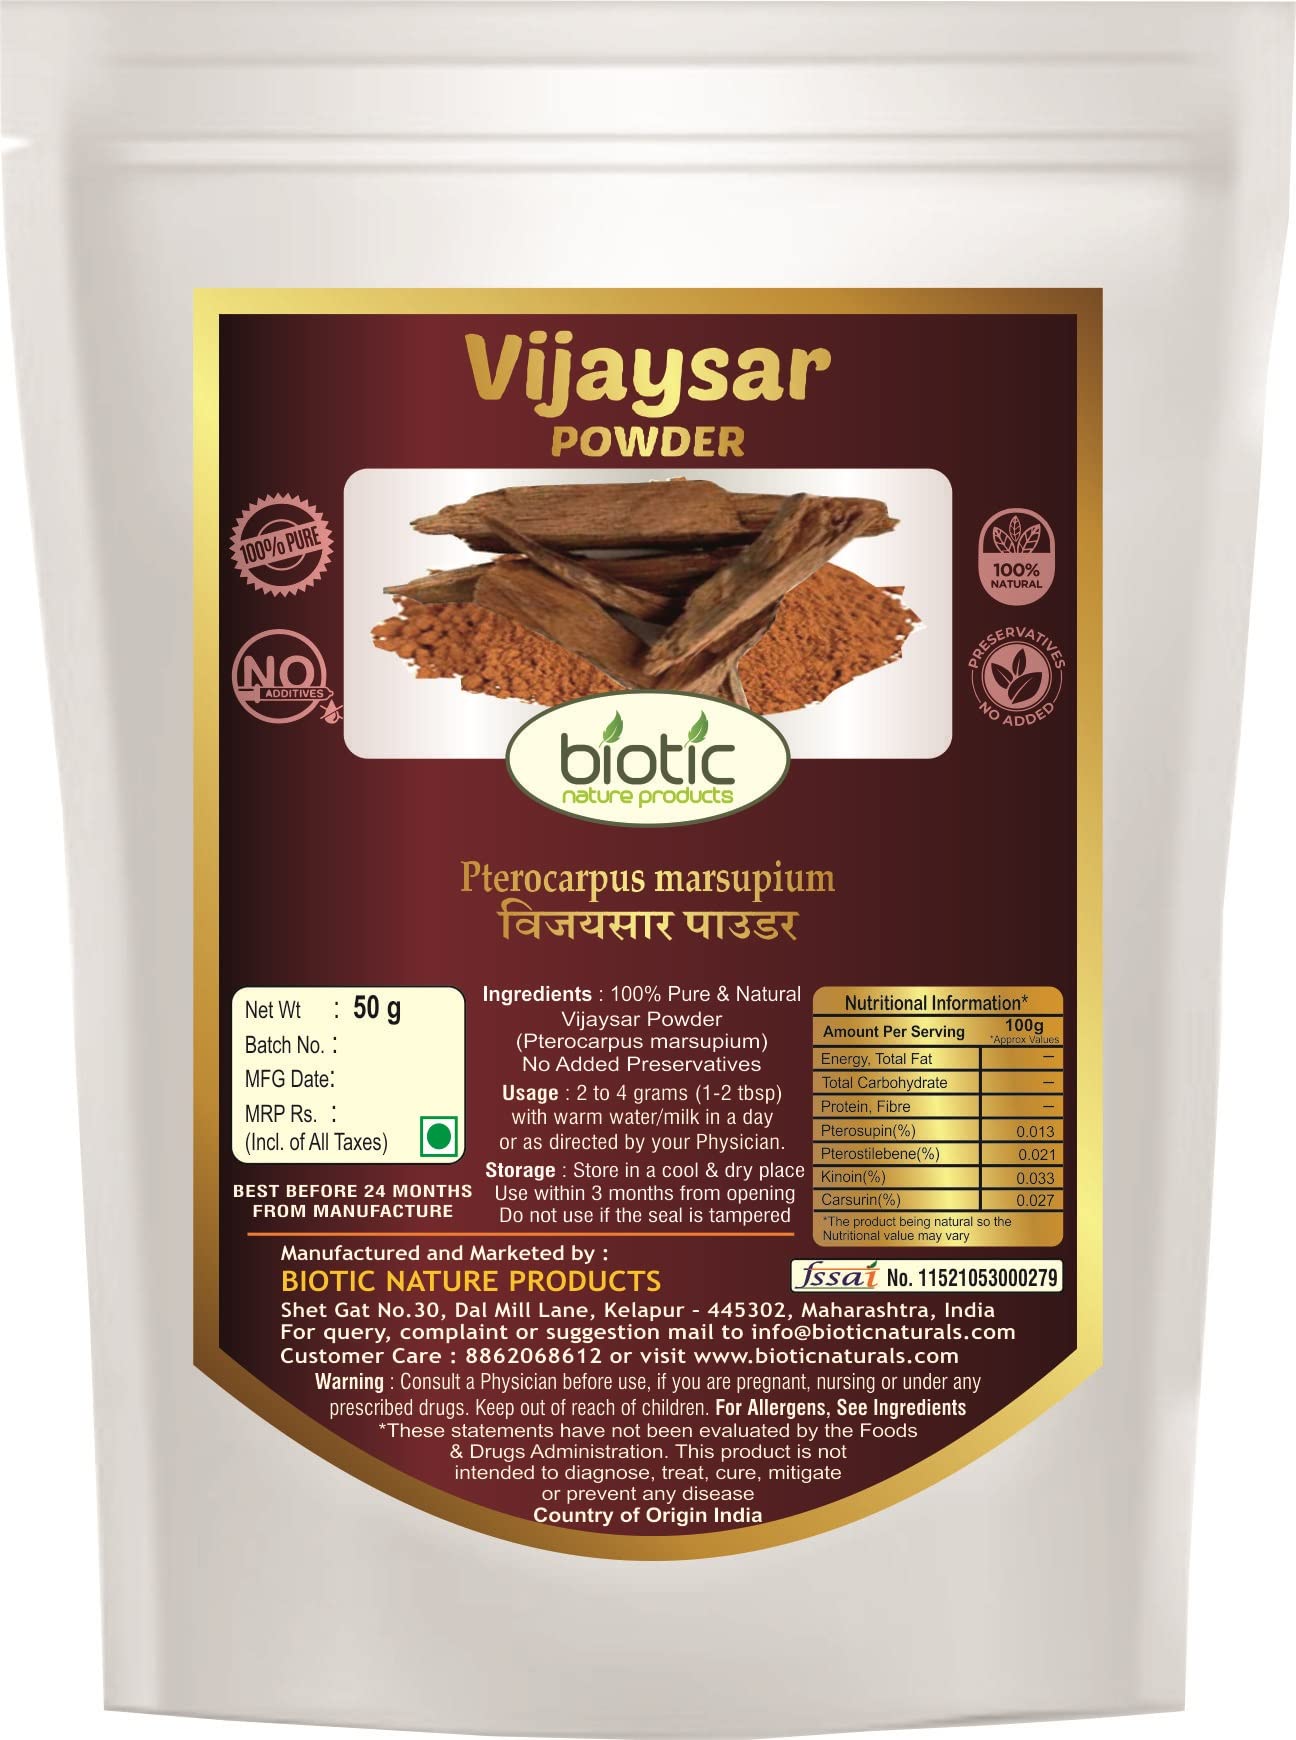 Vijaysar
POWDER
100% PURE
100%
NATURAL
NO
ADDITIVES
PRESERVATIVES
NO ADDED
biotic
nature products
Pterocarpus marsupium
विजयसार पाउडर
Net Wt : 50 g
Batch No. :
MFG Date:
MRP Rs. :
(Incl. of All Taxes)
BEST BEFORE 24 MONTHS
FROM MANUFACTURE
Ingredients : 100% Pure & Natural
Vijaysar Powder
(Pterocarpus marsupium)
No Added Preservatives
Usage : 2 to 4 grams (1-2 tbsp)
with warm water/milk in a day
or as directed by your Physician.
Storage : Store in a cool & dry place
Use within 3 months from opening
Do not use if the seal is tampered
Nutritional Information*
Amount Per Serving 100g
*Approx Values
Energy, Total Fat –
Total Carbohydrate –
Protein, Fibre –
Pterosupin(%) 0.013
Pterostilebene(%) 0.021
Kinoin(%) 0.033
Carsurin(%) 0.027
*The product being natural so the
Nutritional value may vary
Manufactured and Marketed by :
BIOTIC NATURE PRODUCTS
fssai No. 11521053000279
Shet Gat No.30, Dal Mill Lane, Kelapur - 445302, Maharashtra, India
For query, complaint or suggestion mail to info@bioticnaturals.com
Customer Care : 8862068612 or visit www.bioticnaturals.com
Warning : Consult a Physician before use, if you are pregnant, nursing or under any
prescribed drugs. Keep out of reach of children. For Allergens, See Ingredients
*These statements have not been evaluated by the Foods
& Drugs Administration. This product is not
intended to diagnose, treat, cure, mitigate
or prevent any disease
Country of Origin India